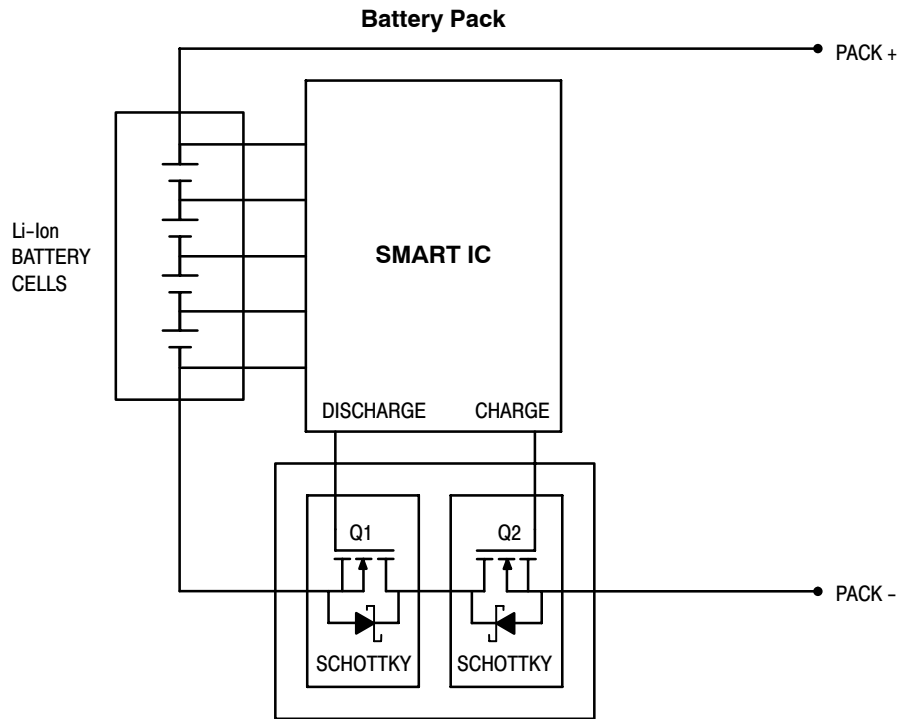 Battery Pack
PACK +
Li–Ion
BATTERY
CELLS
SMART IC
DISCHARGE
CHARGE
Q1
Q2
PACK –
SCHOTTKY
SCHOTTKY